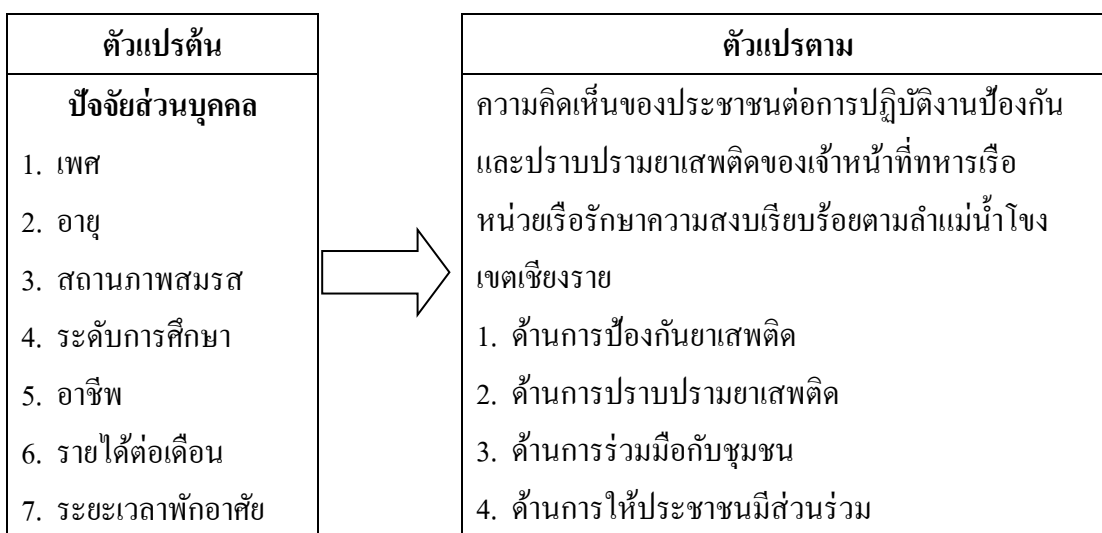 ตัวแปรต้น
ปัจจัยส่วนบุคคล
1. เพศ
2. อายุ
3. สถานภาพสมรส
4. ระดับการศึกษา
5. อาชีพ
6. รายได้ต่อเดือน
7. ระยะเวลาพักอาศัย
ตัวแปรตาม
ความคิดเห็นของประชาชนต่อการปฏิบัติงานป้องกัน
และปราบปรามยาเสพติดของเจ้าหน้าที่ทหารเรือ
หน่วยเรือรักษาความสงบเรียบร้อยตามลำแม่น้ำโขง
เขตเชียงราย
1. ด้านการป้องกันยาเสพติด
2. ด้านการปราบปรามยาเสพติด
3. ด้านการร่วมมือกับชุมชน
4. ด้านการให้ประชาชนมีส่วนร่วม